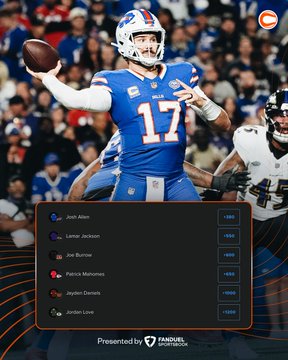 BILLS
17
45
Josh Allen +380
Lamar Jackson +550
Joe Burrow +600
Patrick Mahomes +650
Jayden Deniels +1000
Jordan Love +1200
Presented by FANDUEL
SPORTSBOOK